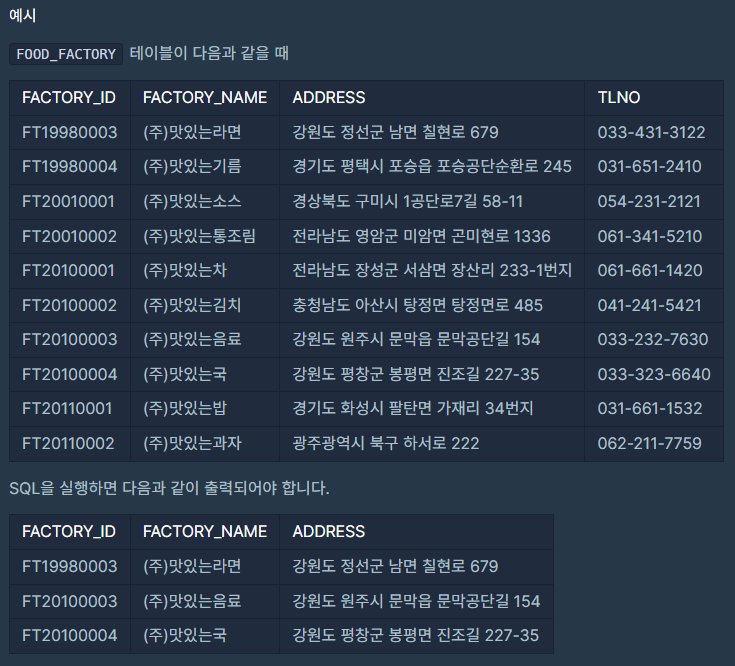 예시
FOOD_FACTORY 테이블이 다음과 같을 때
FACTORY_ID FACTORY_NAME ADDRESS TLNO
FT19980003 (주)맛있는라면 강원도 정선군 남면 칠현로 679 033-431-3122
FT19980004 (주)맛있는기름 경기도 평택시 포승읍 포승공단순환로 245 031-651-2410
FT20010001 (주)맛있는소스 경상북도 구미시 1공단로7길 58-11 054-231-2121
FT20010002 (주)맛있는통조림 전라남도 영암군 미암면 곤미현로 1336 061-341-5210
FT20100001 (주)맛있는차 전라남도 장성군 서삼면 장산리 233-1번지 061-661-1420
FT20100002 (주)맛있는김치 충청남도 아산시 탕정면 탕정면로 485 041-241-5421
FT20100003 (주)맛있는음료 강원도 원주시 문막읍 문막공단길 154 033-232-7630
FT20100004 (주)맛있는국 강원도 평창군 봉평면 진조길 227-35 033-323-6640
FT20110001 (주)맛있는밥 경기도 화성시 팔탄면 가재리 34번지 031-661-1532
FT20110002 (주)맛있는과자 광주광역시 북구 하서로 222 062-211-7759
SQL을 실행하면 다음과 같이 출력되어야 합니다.
FACTORY_ID FACTORY_NAME ADDRESS
FT19980003 (주)맛있는라면 강원도 정선군 남면 칠현로 679
FT20100003 (주)맛있는음료 강원도 원주시 문막읍 문막공단길 154
FT20100004 (주)맛있는국 강원도 평창군 봉평면 진조길 227-35